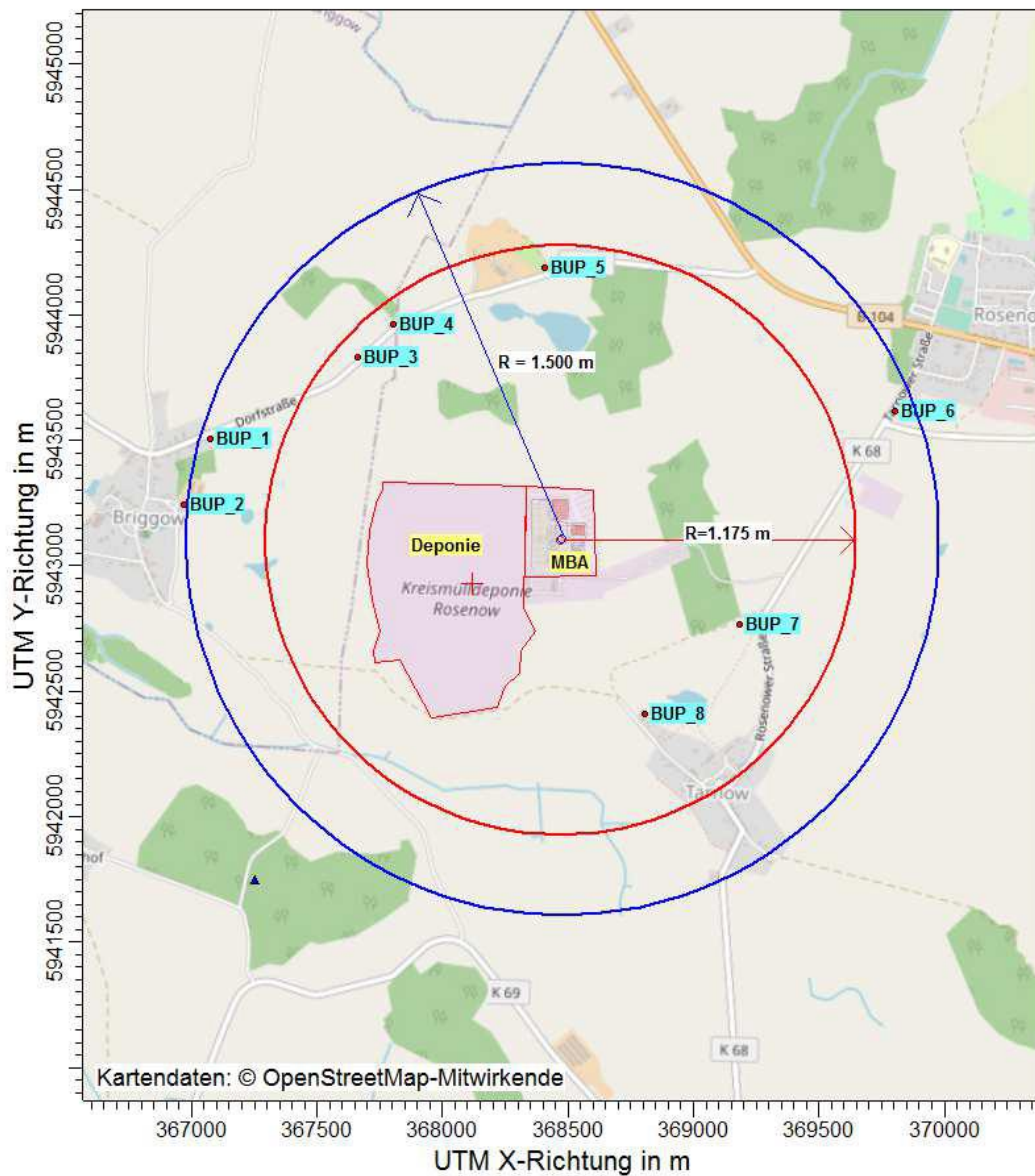 UTM Y-Richtung in m
5945000
5944500
5944000
5943500
5943000
5942500
5942000
5941500
BUP_5
B 104
BUP_4
R = 1.500 m
BUP_3
Dorfstraße
BUP_6
BUP_1
K 68
BUP_2
Briggow
R=1.175 m
Deponie
MBA
Kreismülldeponie
Rosenow
BUP_7
Rosenower Straße
BUP_8
Tarnow
hof
K 69
K 68
Kartendaten: © OpenStreetMap-Mitwirkende
367000
367500
368000
368500
369000
369500
370000
UTM X-Richtung in m